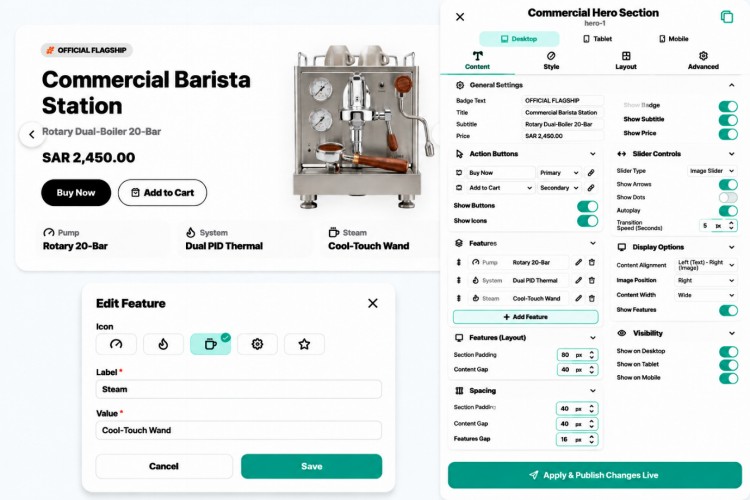 OFFICIAL FLAGSHIP
Commercial Barista
Station
Rotary Dual-Boiler 20-Bar
SAR 2,450.00
Buy Now
Add to Cart
Pump
Rotary 20-Bar
System
Dual PID Thermal
Steam
Cool-Touch Wand
Edit Feature
Icon
Label *
Steam
Value *
Cool-Touch Wand
Cancel
Save
Commercial Hero Section
hero-1
Desktop
Tablet
Mobile
Content
Style
Layout
Advanced
General Settings
Badge Text
OFFICIAL FLAGSHIP
Title
Commercial Barista Station
Subtitle
Rotary Dual-Boiler 20-Bar
Price
SAR 2,450.00
Show Badge
Show Subtitle
Show Price
Action Buttons
Buy Now
Primary
Add to Cart
Secondary
Show Buttons
Show Icons
Slider Controls
Slider Type
Image Slider
Show Arrows
Show Dots
Autoplay
Transition
Speed (Seconds)
5 px
Features
Pump
Rotary 20-Bar
System
Dual PID Thermal
Steam
Cool-Touch Wand
+ Add Feature
Display Options
Content Alignment
Left (Text) - Right
(Image)
Image Position
Right
Content Width
Wide
Show Features
Features (Layout)
Section Padding
80 px
Content Gap
40 px
Visibility
Show on Desktop
Show on Tablet
Show on Mobile
Spacing
Section Padding
40 px
Content Gap
40 px
Features Gap
16 px
Apply & Publish Changes Live